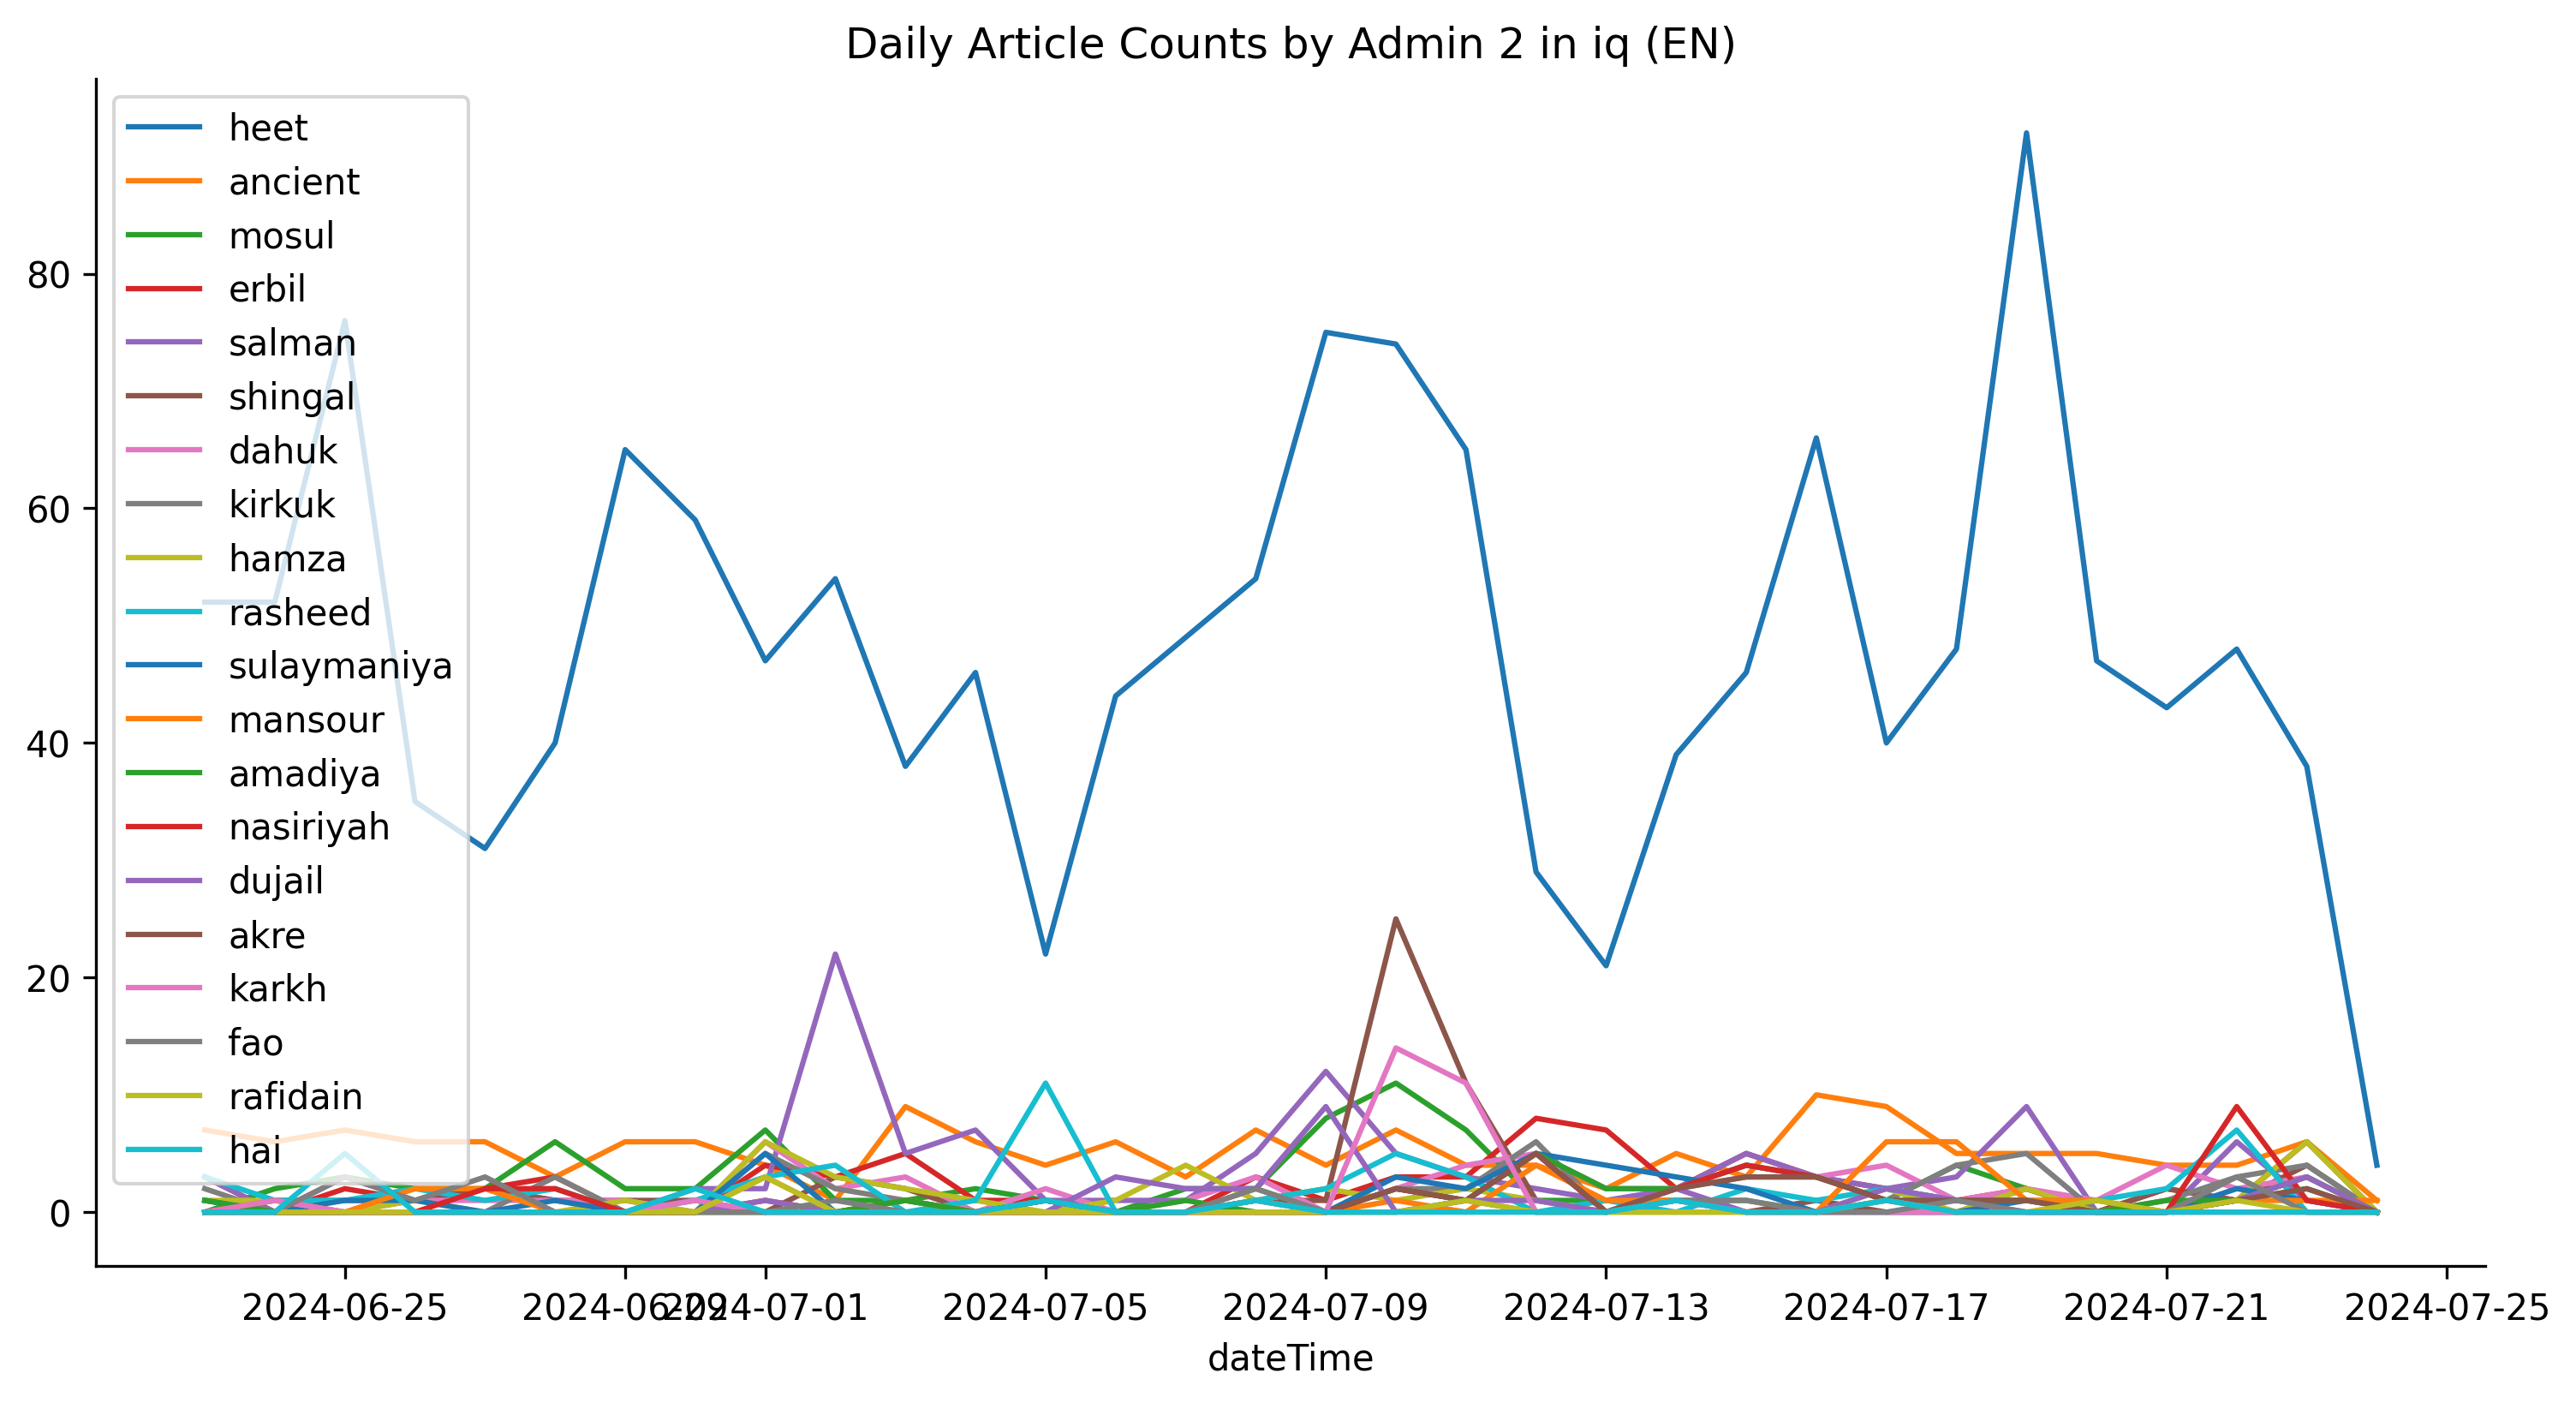 Daily Article Counts by Admin 2 in iq (EN)
heet
ancient
mosul
erbil
salman
shingal
dahuk
kirkuk
hamza
rasheed
sulaymaniya
mansour
amadiya
nasiriyah
dujail
akre
karkh
fao
rafidain
hai
80
60
40
20
0
2024-06-25
2024-06-29
2024-07-01
2024-07-05
2024-07-09
2024-07-13
2024-07-17
2024-07-21
2024-07-25
dateTime